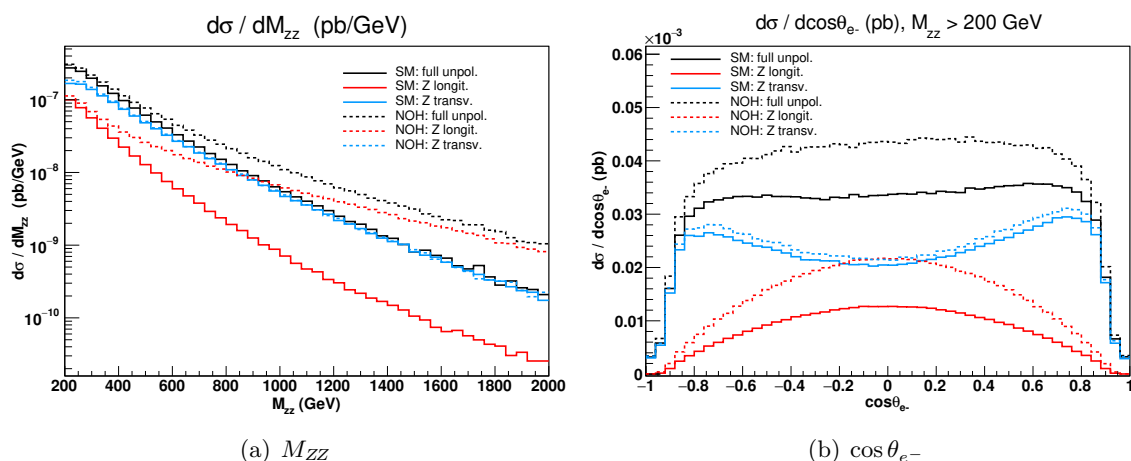 dσ / dM_zz (pb/GeV)
dσ / dM_zz (pb/GeV)
10⁻⁷
10⁻⁸
10⁻⁹
10⁻¹⁰
SM: full unpol.
SM: Z longit.
SM: Z transv.
NOH: full unpol.
NOH: Z longit.
NOH: Z transv.
200 400 600 800 1000 1200 1400 1600 1800 2000
M_zz (GeV)
(a) M_ZZ
dσ / dcosθ_e- (pb), M_zz > 200 GeV
×10⁻³
dσ / dcosθ_e- (pb)
0.06
0.05
0.04
0.03
0.02
0.01
0
SM: full unpol.
SM: Z longit.
SM: Z transv.
NOH: full unpol.
NOH: Z longit.
NOH: Z transv.
−1 −0.8 −0.6 −0.4 −0.2 0 0.2 0.4 0.6 0.8 1
cosθ_e-
(b) cos θ_e−